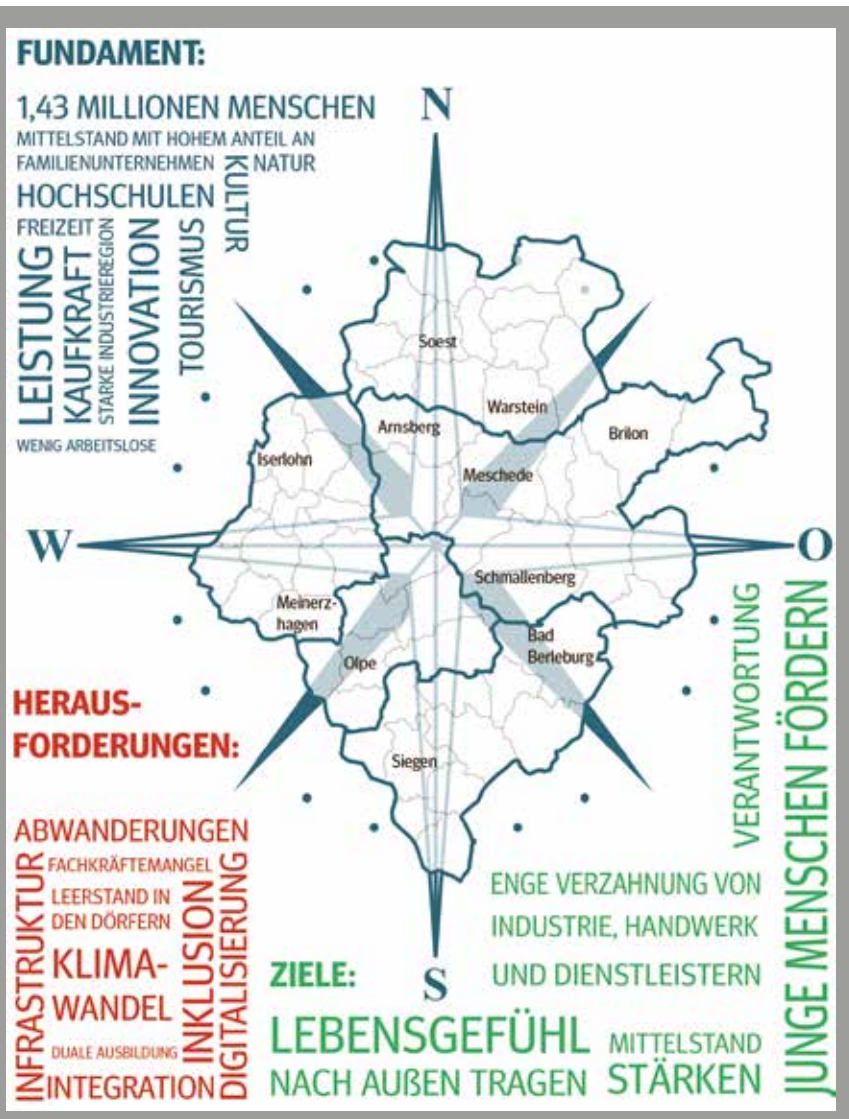 FUNDAMENT:
1,43 MILLIONEN MENSCHEN
MITTELSTAND MIT HOHEM ANTEIL AN
FAMILIENUNTERNEHMEN
KULTUR
NATUR
HOCHSCHULEN
FREIZEIT
LEISTUNG
KAUFKRAFT
STARKE INDUSTRIEREGION
INNOVATION
TOURISMUS
WENIG ARBEITSLOSE
N
W
O
S
Soest
Warstein
Arnsberg
Brilon
Iserlohn
Meschede
Schmallenberg
Meinerz-
hagen
Bad
Berleburg
Olpe
Siegen
HERAUS-
FORDERUNGEN:
ABWANDERUNGEN
INFRASTRUKTUR
FACHKRÄFTEMANGEL
LEERSTAND IN
DEN DÖRFERN
KLIMA-
WANDEL
DUALE AUSBILDUNG
INTEGRATION
INKLUSION
DIGITALISIERUNG
ZIELE:
LEBENSGEFÜHL
NACH AUßEN TRAGEN
ENGE VERZAHNUNG VON
INDUSTRIE, HANDWERK
UND DIENSTLEISTERN
MITTELSTAND
STÄRKEN
VERANTWORTUNG
JUNGE MENSCHEN FÖRDERN